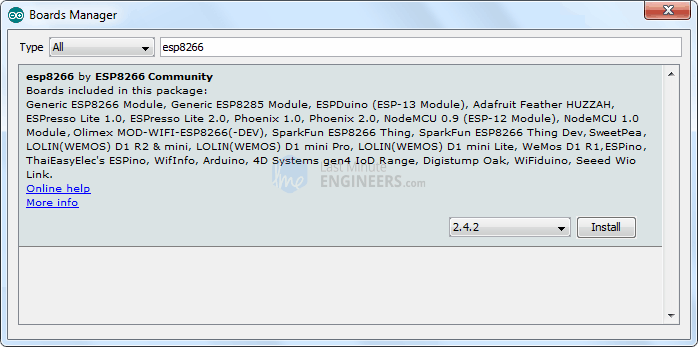 Boards Manager
Type All esp8266
esp8266 by ESP8266 Community
Boards included in this package:
Generic ESP8266 Module, Generic ESP8285 Module, ESPDuino (ESP-13 Module), Adafruit Feather HUZZAH,
ESPresso Lite 1.0, ESPresso Lite 2.0, Phoenix 1.0, Phoenix 2.0, NodeMCU 0.9 (ESP-12 Module), NodeMCU 1.0
Module, Olimex MOD-WIFI-ESP8266(-DEV), SparkFun ESP8266 Thing, SparkFun ESP8266 Thing Dev, SweetPea,
LOLIN(WEMOS) D1 R2 & mini, LOLIN(WEMOS) D1 mini Pro, LOLIN(WEMOS) D1 mini Lite, WeMos D1 R1, ESPino,
ThaiEasyElec's ESPino, WifInfo, Arduino, 4D Systems gen4 IoD Range, Digistump Oak, WiFiduino, Seeed Wio
Link.
Last Minute
ENGINEERS.com
me
Online help
More info
2.4.2 Install